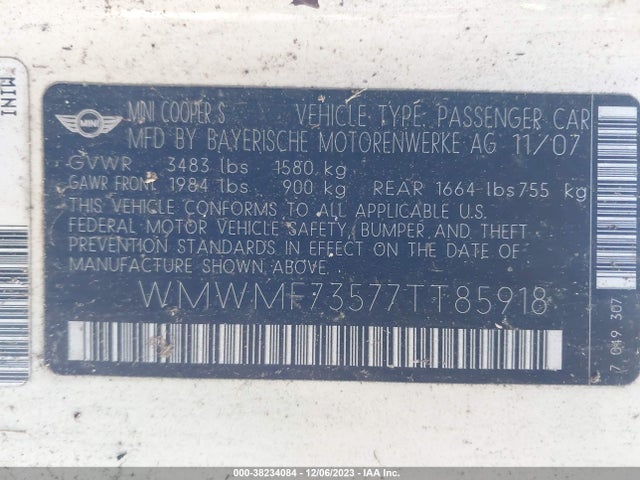 MINI
MINI
MINI COOPER S VEHICLE TYPE: PASSENGER CAR
MFD BY BAYERISCHE MOTORENWERKE AG 11/07
GVWR 3483 lbs 1580 kg
GAWR FRONT 1984 lbs 900 kg REAR 1664 lbs 755 kg
THIS VEHICLE CONFORMS TO ALL APPLICABLE U.S.
FEDERAL MOTOR VEHICLE SAFETY, BUMPER AND THEFT
PREVENTION STANDARDS IN EFFECT ON THE DATE OF
MANUFACTURE SHOWN ABOVE.
WMWMF73577TT85918
7 049 307
000-38234084 - 12/06/2023 - IAA Inc.